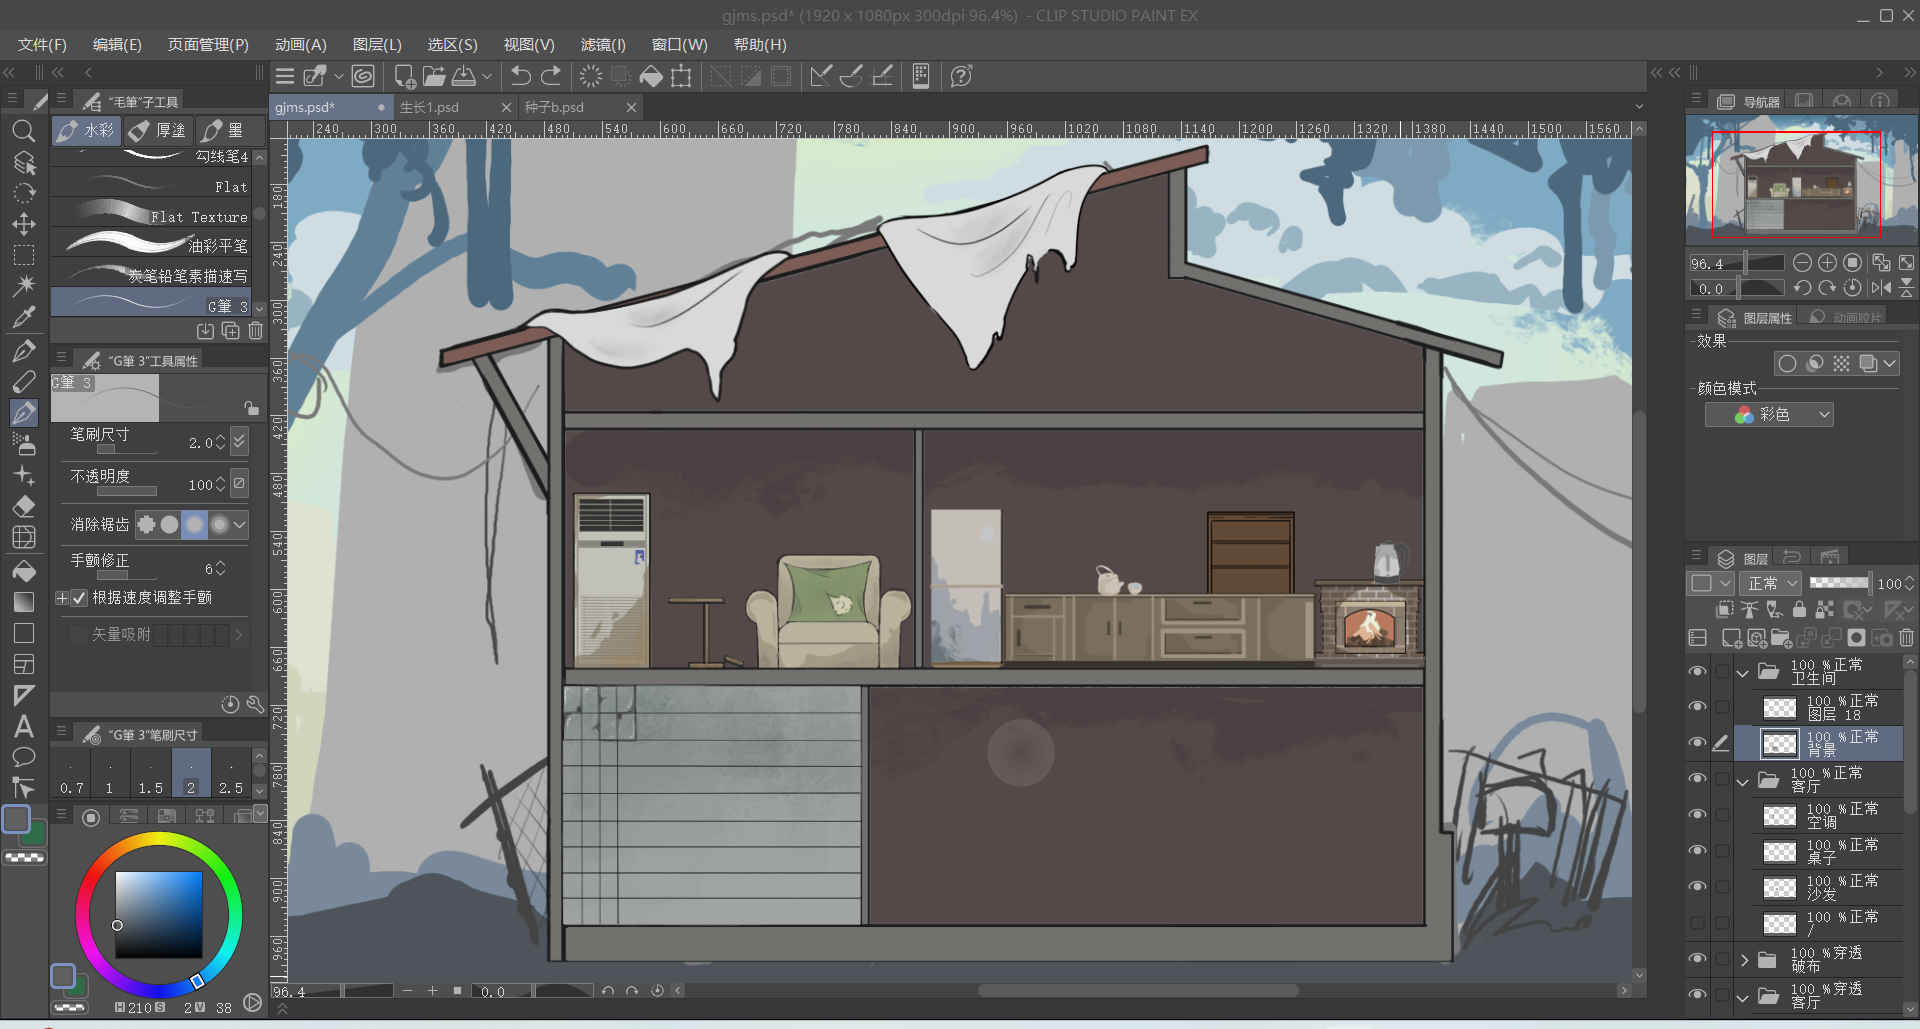 gjms.psd* (1920 x 1080px 300dpi 96.4%) - CLIP STUDIO PAINT EX
文件(F) 编辑(E) 页面管理(P) 动画(A) 图层(L) 选区(S) 视图(V) 滤镜(I) 窗口(W) 帮助(H)
"毛笔"子工具
水彩 厚塗 墨
勾线笔4
Flat
Flat Texture
油彩平笔
炭笔铅笔素描速写
G筆 3
"G筆 3"工具属性
G筆 3
笔刷尺寸 2.0
不透明度 100
消除锯齿
手颤修正 6
根据速度调整手颤
矢量吸附
"G筆 3"笔刷尺寸
0.7 1 1.5 2 2.5
H 210 S 2 V 38
gjms.psd* 生长1.psd 种子b.psd
240 300 360 420 480 540 600 660 720 780 840 900 960 1020 1080 1140 1200 1260 1320 1380 1440 1500 1560
180
240
300
360
420
480
540
600
660
720
780
840
900
960
96.4 0.0
导航器
96.4
0.0
图层属性 动画胶片
效果
颜色模式
彩色
图层
正常 100
100 %正常
卫生间
100 %正常
图层 18
100 %正常
背景
100 %正常
客厅
100 %正常
空调
100 %正常
桌子
100 %正常
沙发
100 %正常
/
100 %穿透
破布
100 %穿透
客厅